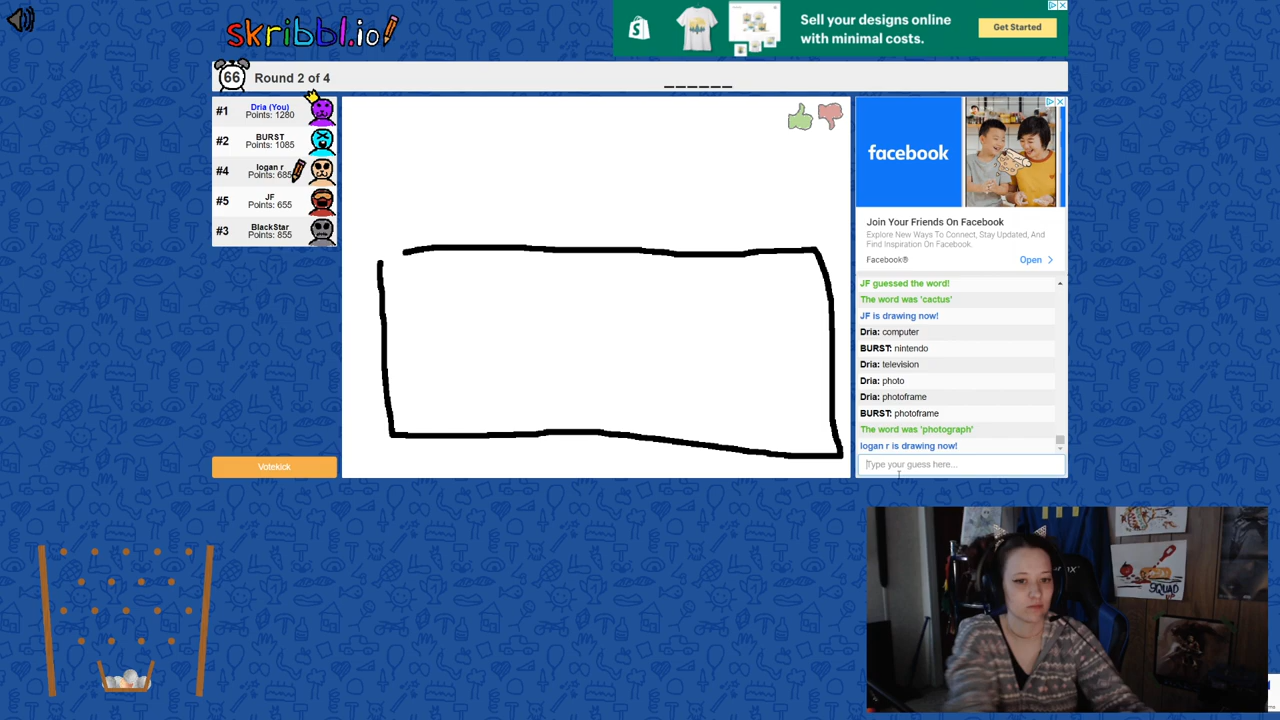 skribbl.io
Sell your designs online
with minimal costs.
Get Started
66
Round 2 of 4
______
#1
Dria (You)
Points: 1280
#2
BURST
Points: 1085
#4
logan r
Points: 685
#5
JF
Points: 655
#3
BlackStar
Points: 855
Votekick
facebook
Join Your Friends On Facebook
Explore New Ways To Connect, Stay Updated, And
Find Inspiration On Facebook.
Facebook®
Open
JF guessed the word!
The word was 'cactus'
JF is drawing now!
Dria: computer
BURST: nintendo
Dria: television
Dria: photo
Dria: photoframe
BURST: photoframe
The word was 'photograph'
logan r is drawing now!
Type your guess here...
SQUAD